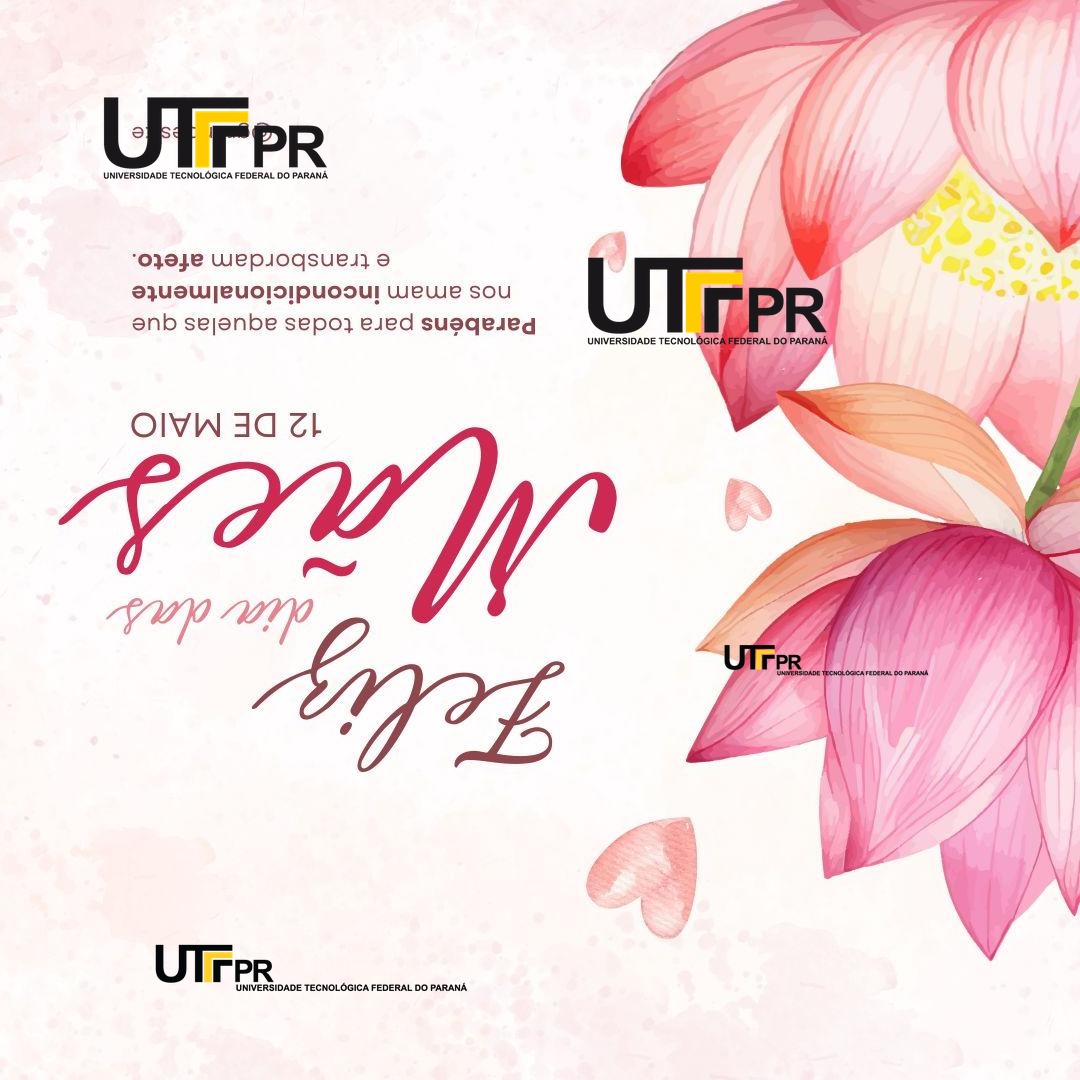 UTFPR
UNIVERSIDADE TECNOLÓGICA FEDERAL DO PARANÁ
UTFPR
UNIVERSIDADE TECNOLÓGICA FEDERAL DO PARANÁ
UTFPR
UNIVERSIDADE TECNOLÓGICA FEDERAL DO PARANÁ
UTFPR
UNIVERSIDADE TECNOLÓGICA FEDERAL DO PARANÁ
Feliz
dia das
Mães
12 DE MAIO
Parabéns para todas aquelas que
nos amam incondicionalmente
e transbordam afeto.